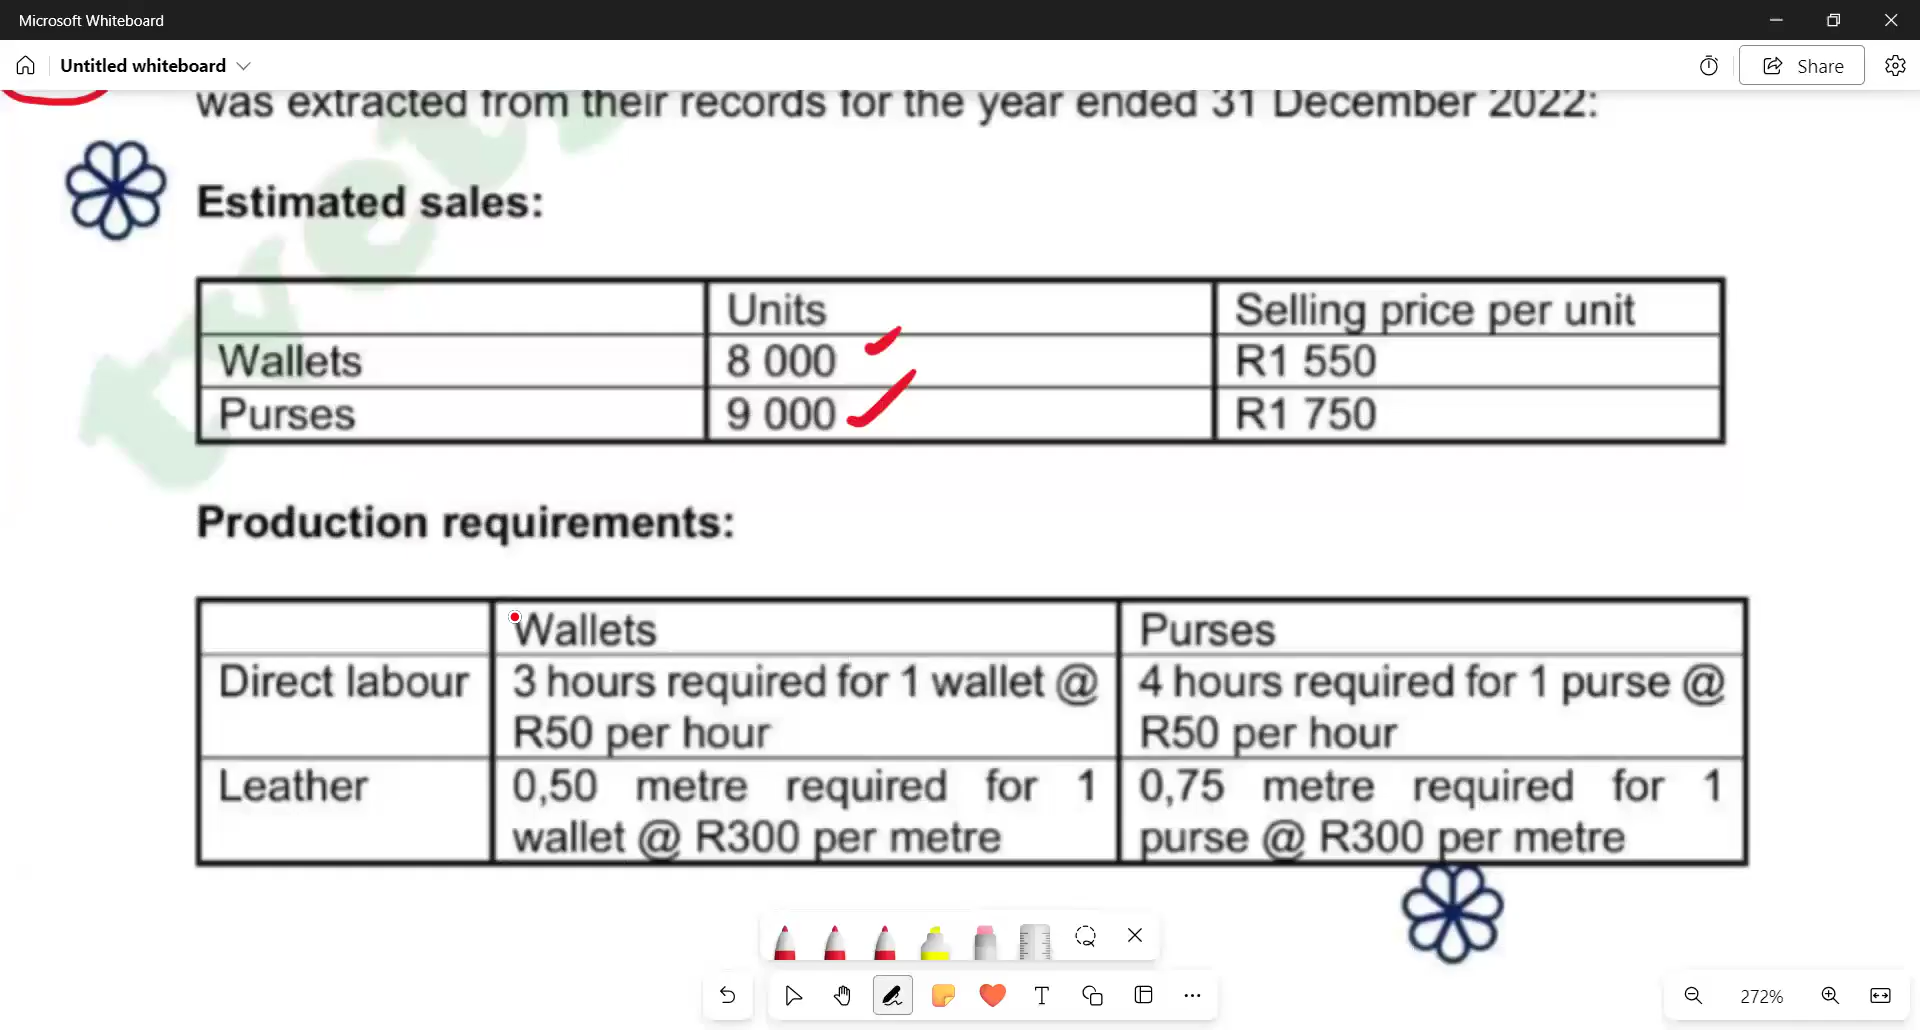 Microsoft Whiteboard
Untitled whiteboard
Share
was extracted from their records for the year ended 31 December 2022:
Estimated sales:
Units Selling price per unit
Wallets 8 000 R1 550
Purses 9 000 R1 750
Production requirements:
Wallets Purses
Direct labour 3 hours required for 1 wallet @ 4 hours required for 1 purse @
R50 per hour R50 per hour
Leather 0,50 metre required for 1 0,75 metre required for 1
wallet @ R300 per metre purse @ R300 per metre
272%